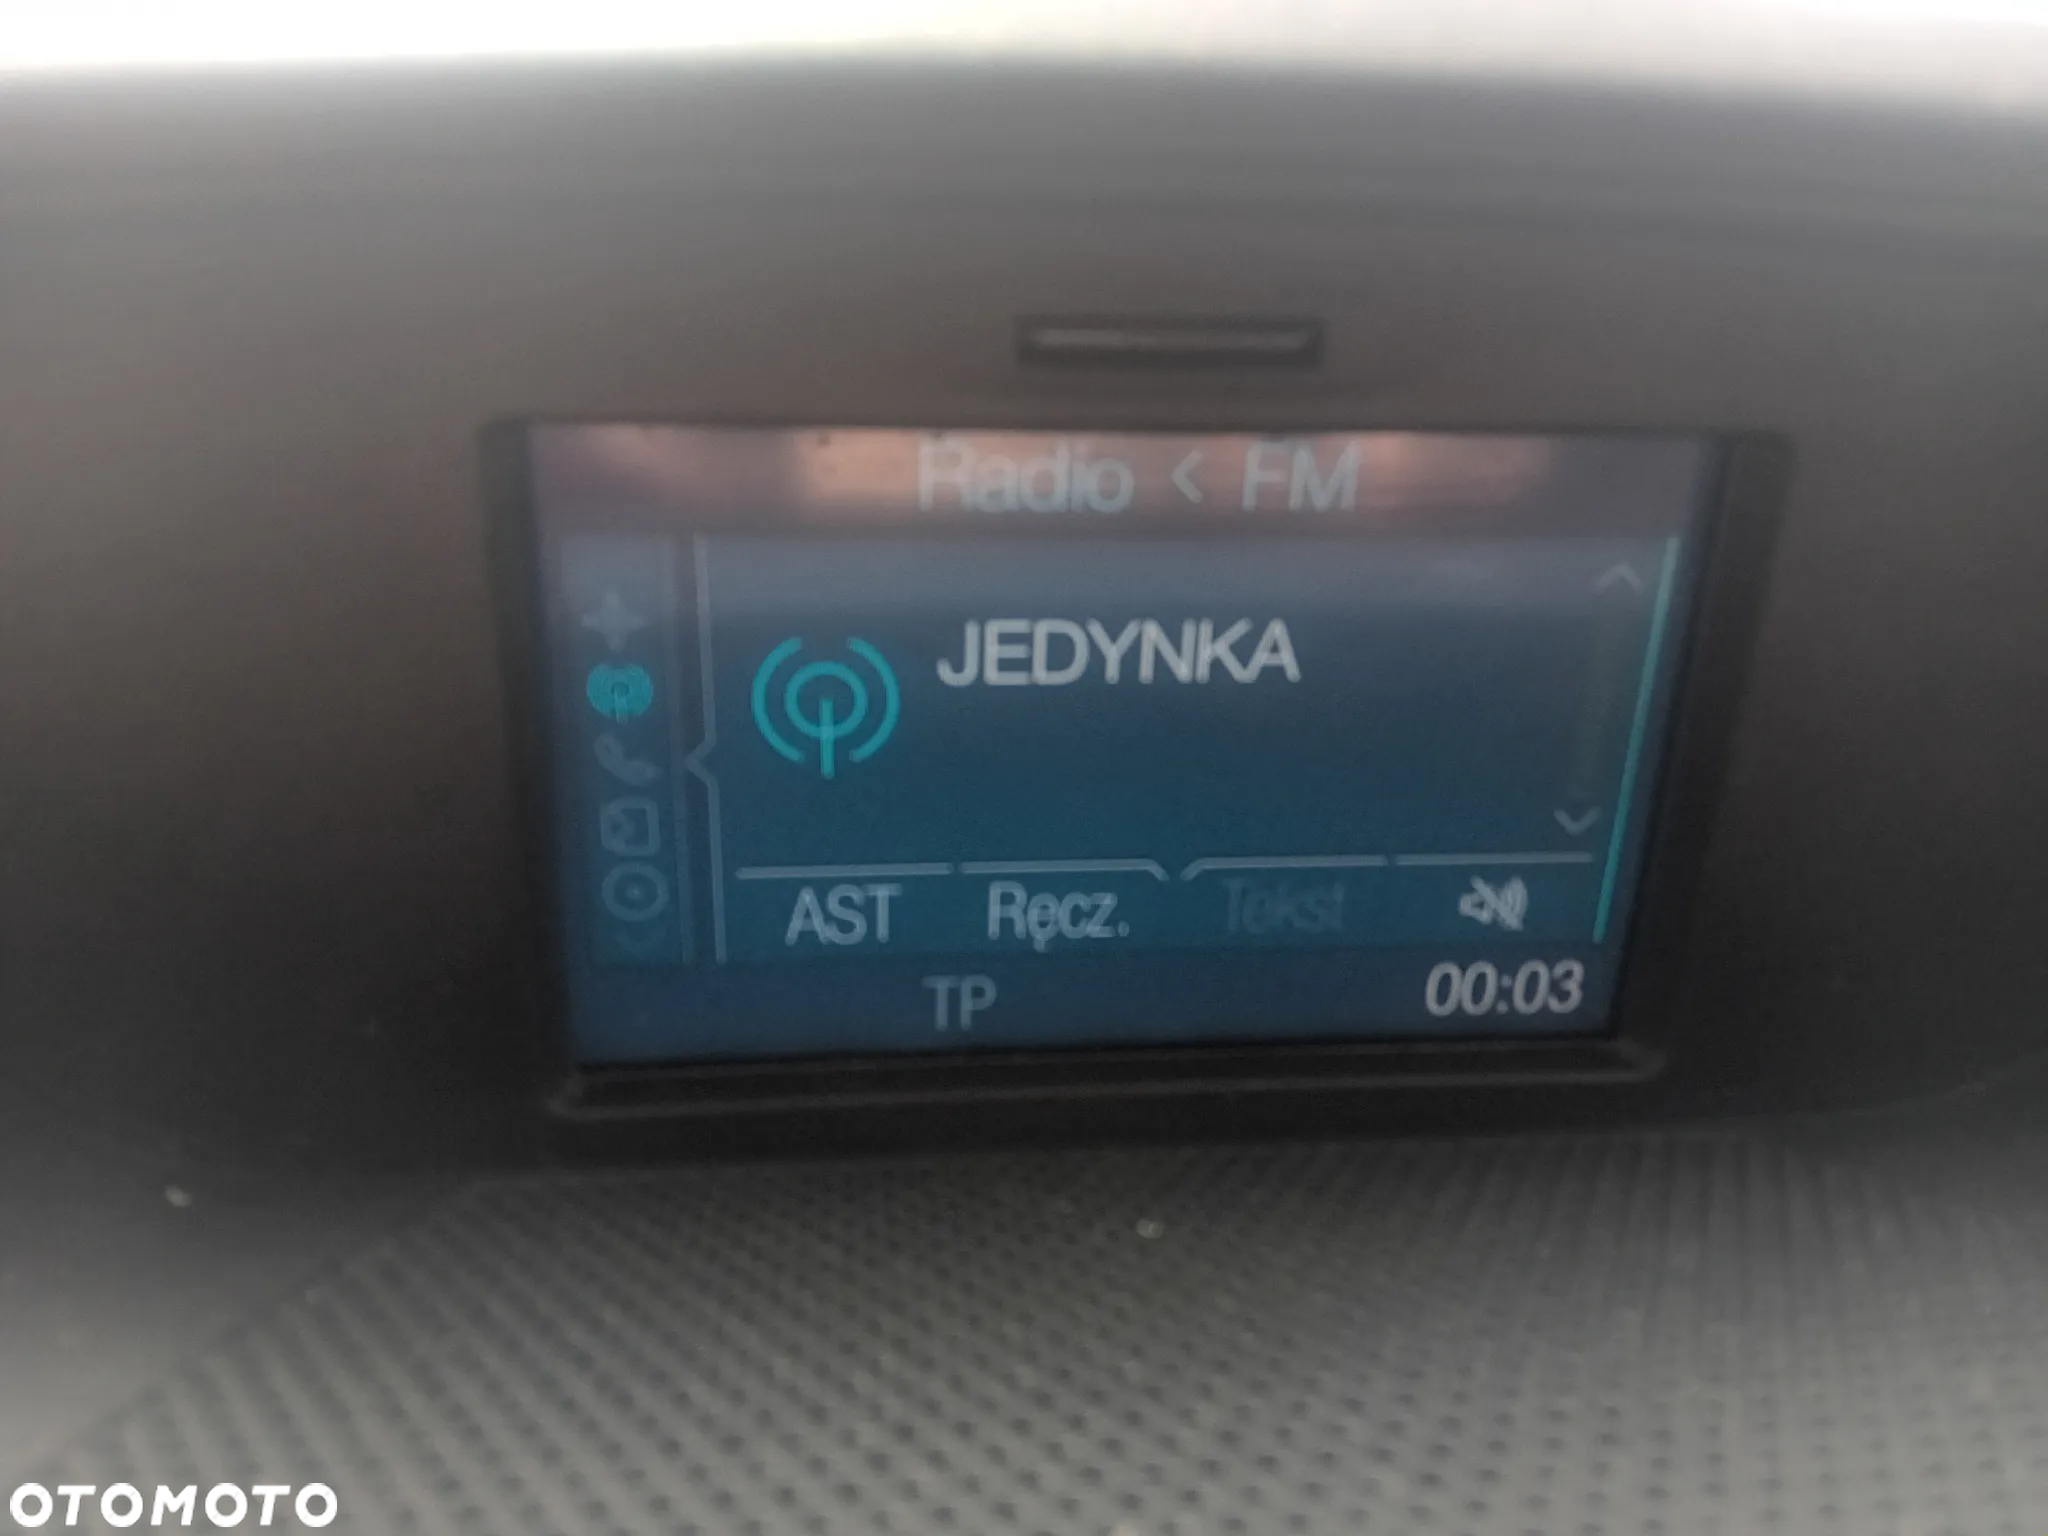 Radio < FM
JEDYNKA
AST Ręcz. Tekst
TP 00:03
OTOMOTO